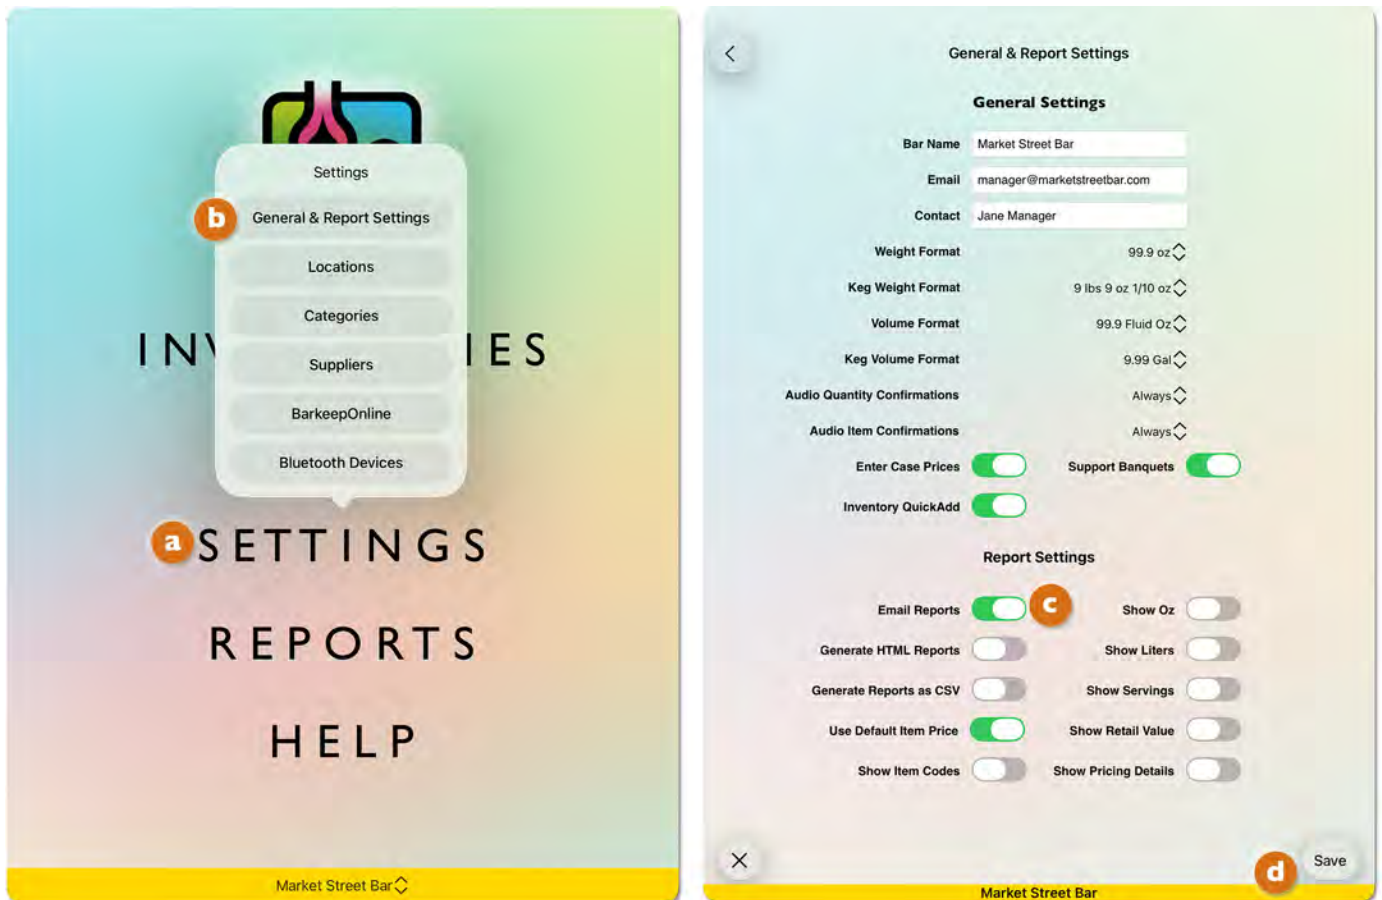 Settings
b General & Report Settings
Locations
Categories
INV IES
Suppliers
BarkeepOnline
Bluetooth Devices
a SETTINGS
REPORTS
HELP
Market Street Bar
General & Report Settings
General Settings
Bar Name Market Street Bar
Email manager@marketstreetbar.com
Contact Jane Manager
Weight Format 99.9 oz
Keg Weight Format 9 lbs 9 oz 1/10 oz
Volume Format 99.9 Fluid Oz
Keg Volume Format 9.99 Gal
Audio Quantity Confirmations Always
Audio Item Confirmations Always
Enter Case Prices Support Banquets
Inventory QuickAdd
Report Settings
Email Reports c Show Oz
Generate HTML Reports Show Liters
Generate Reports as CSV Show Servings
Use Default Item Price Show Retail Value
Show Item Codes Show Pricing Details
d Save
Market Street Bar